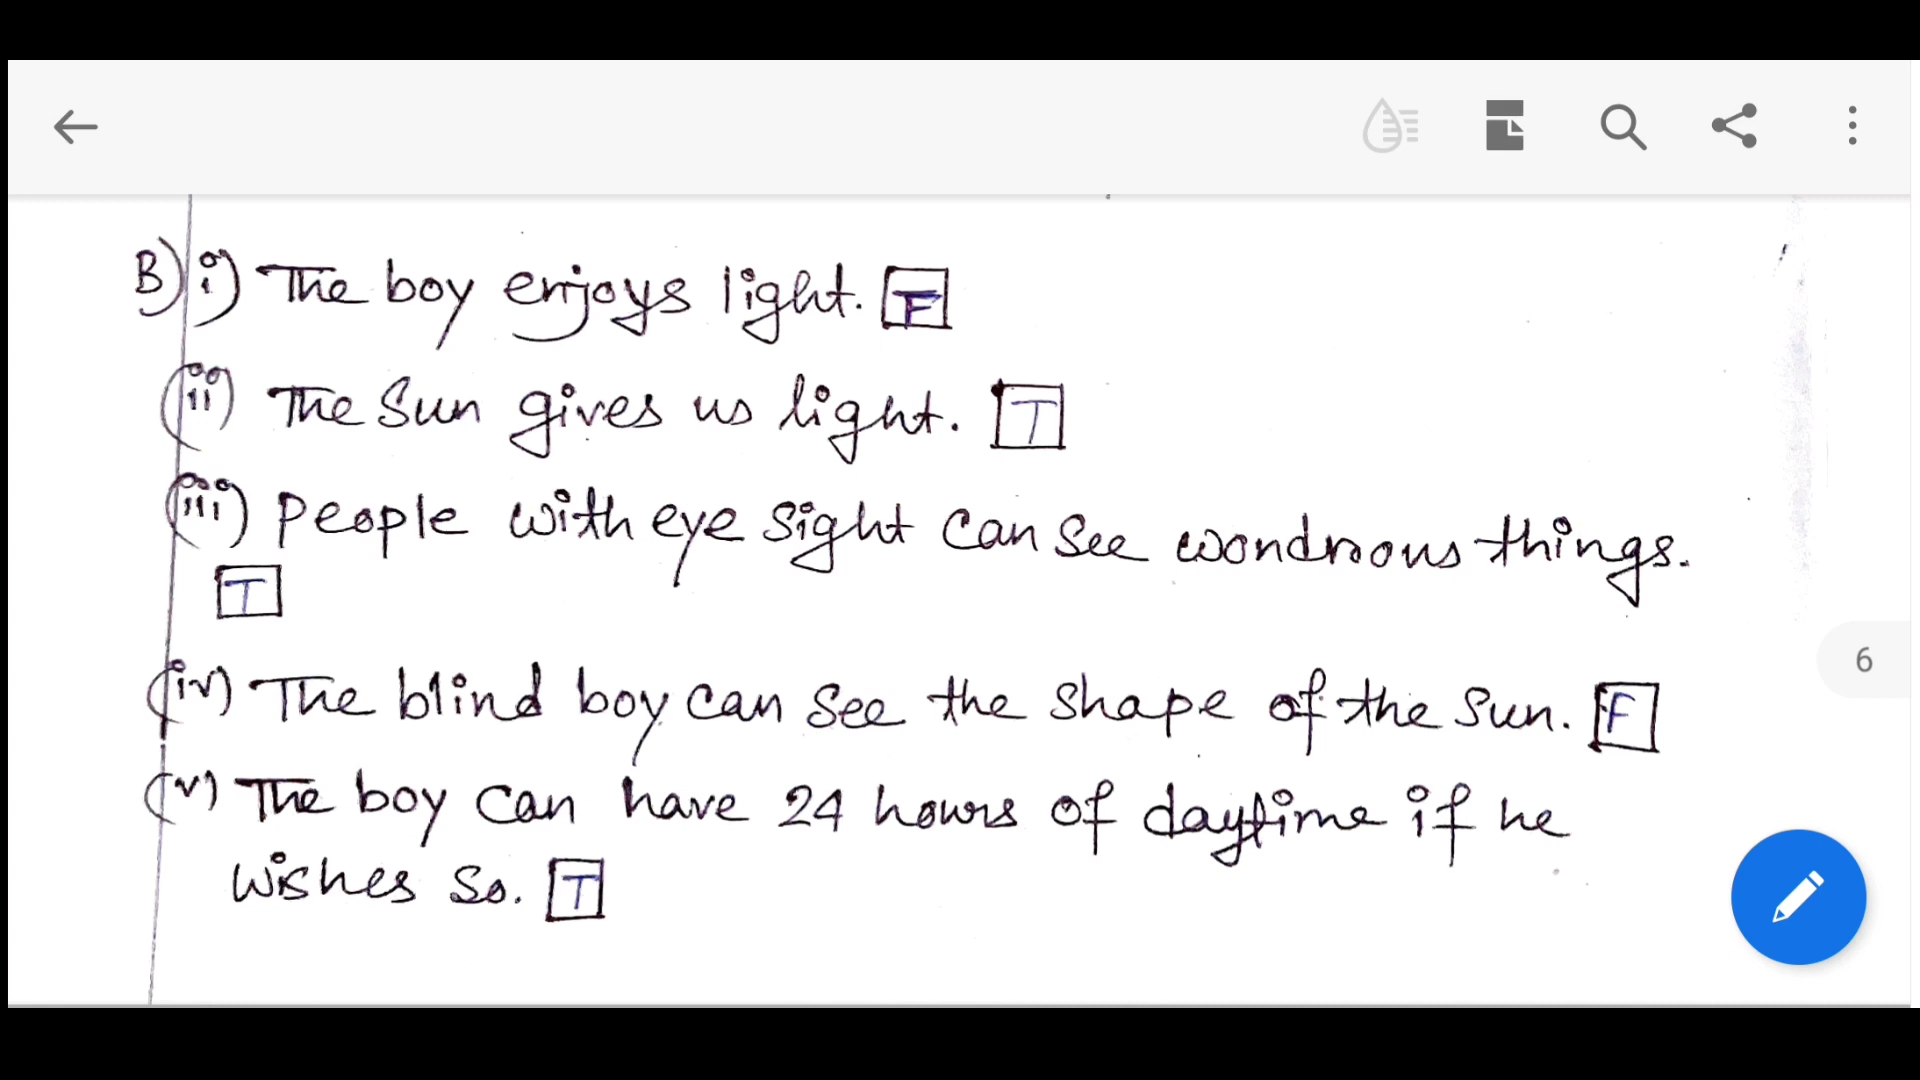 B) i) The boy enjoys light. F
(ii) The Sun gives us light. T
(iii) People with eye sight can see wondrous things.
T
(iv) The blind boy can see the shape of the sun. F
6
(v) The boy can have 24 hours of daytime if he
wishes so. T